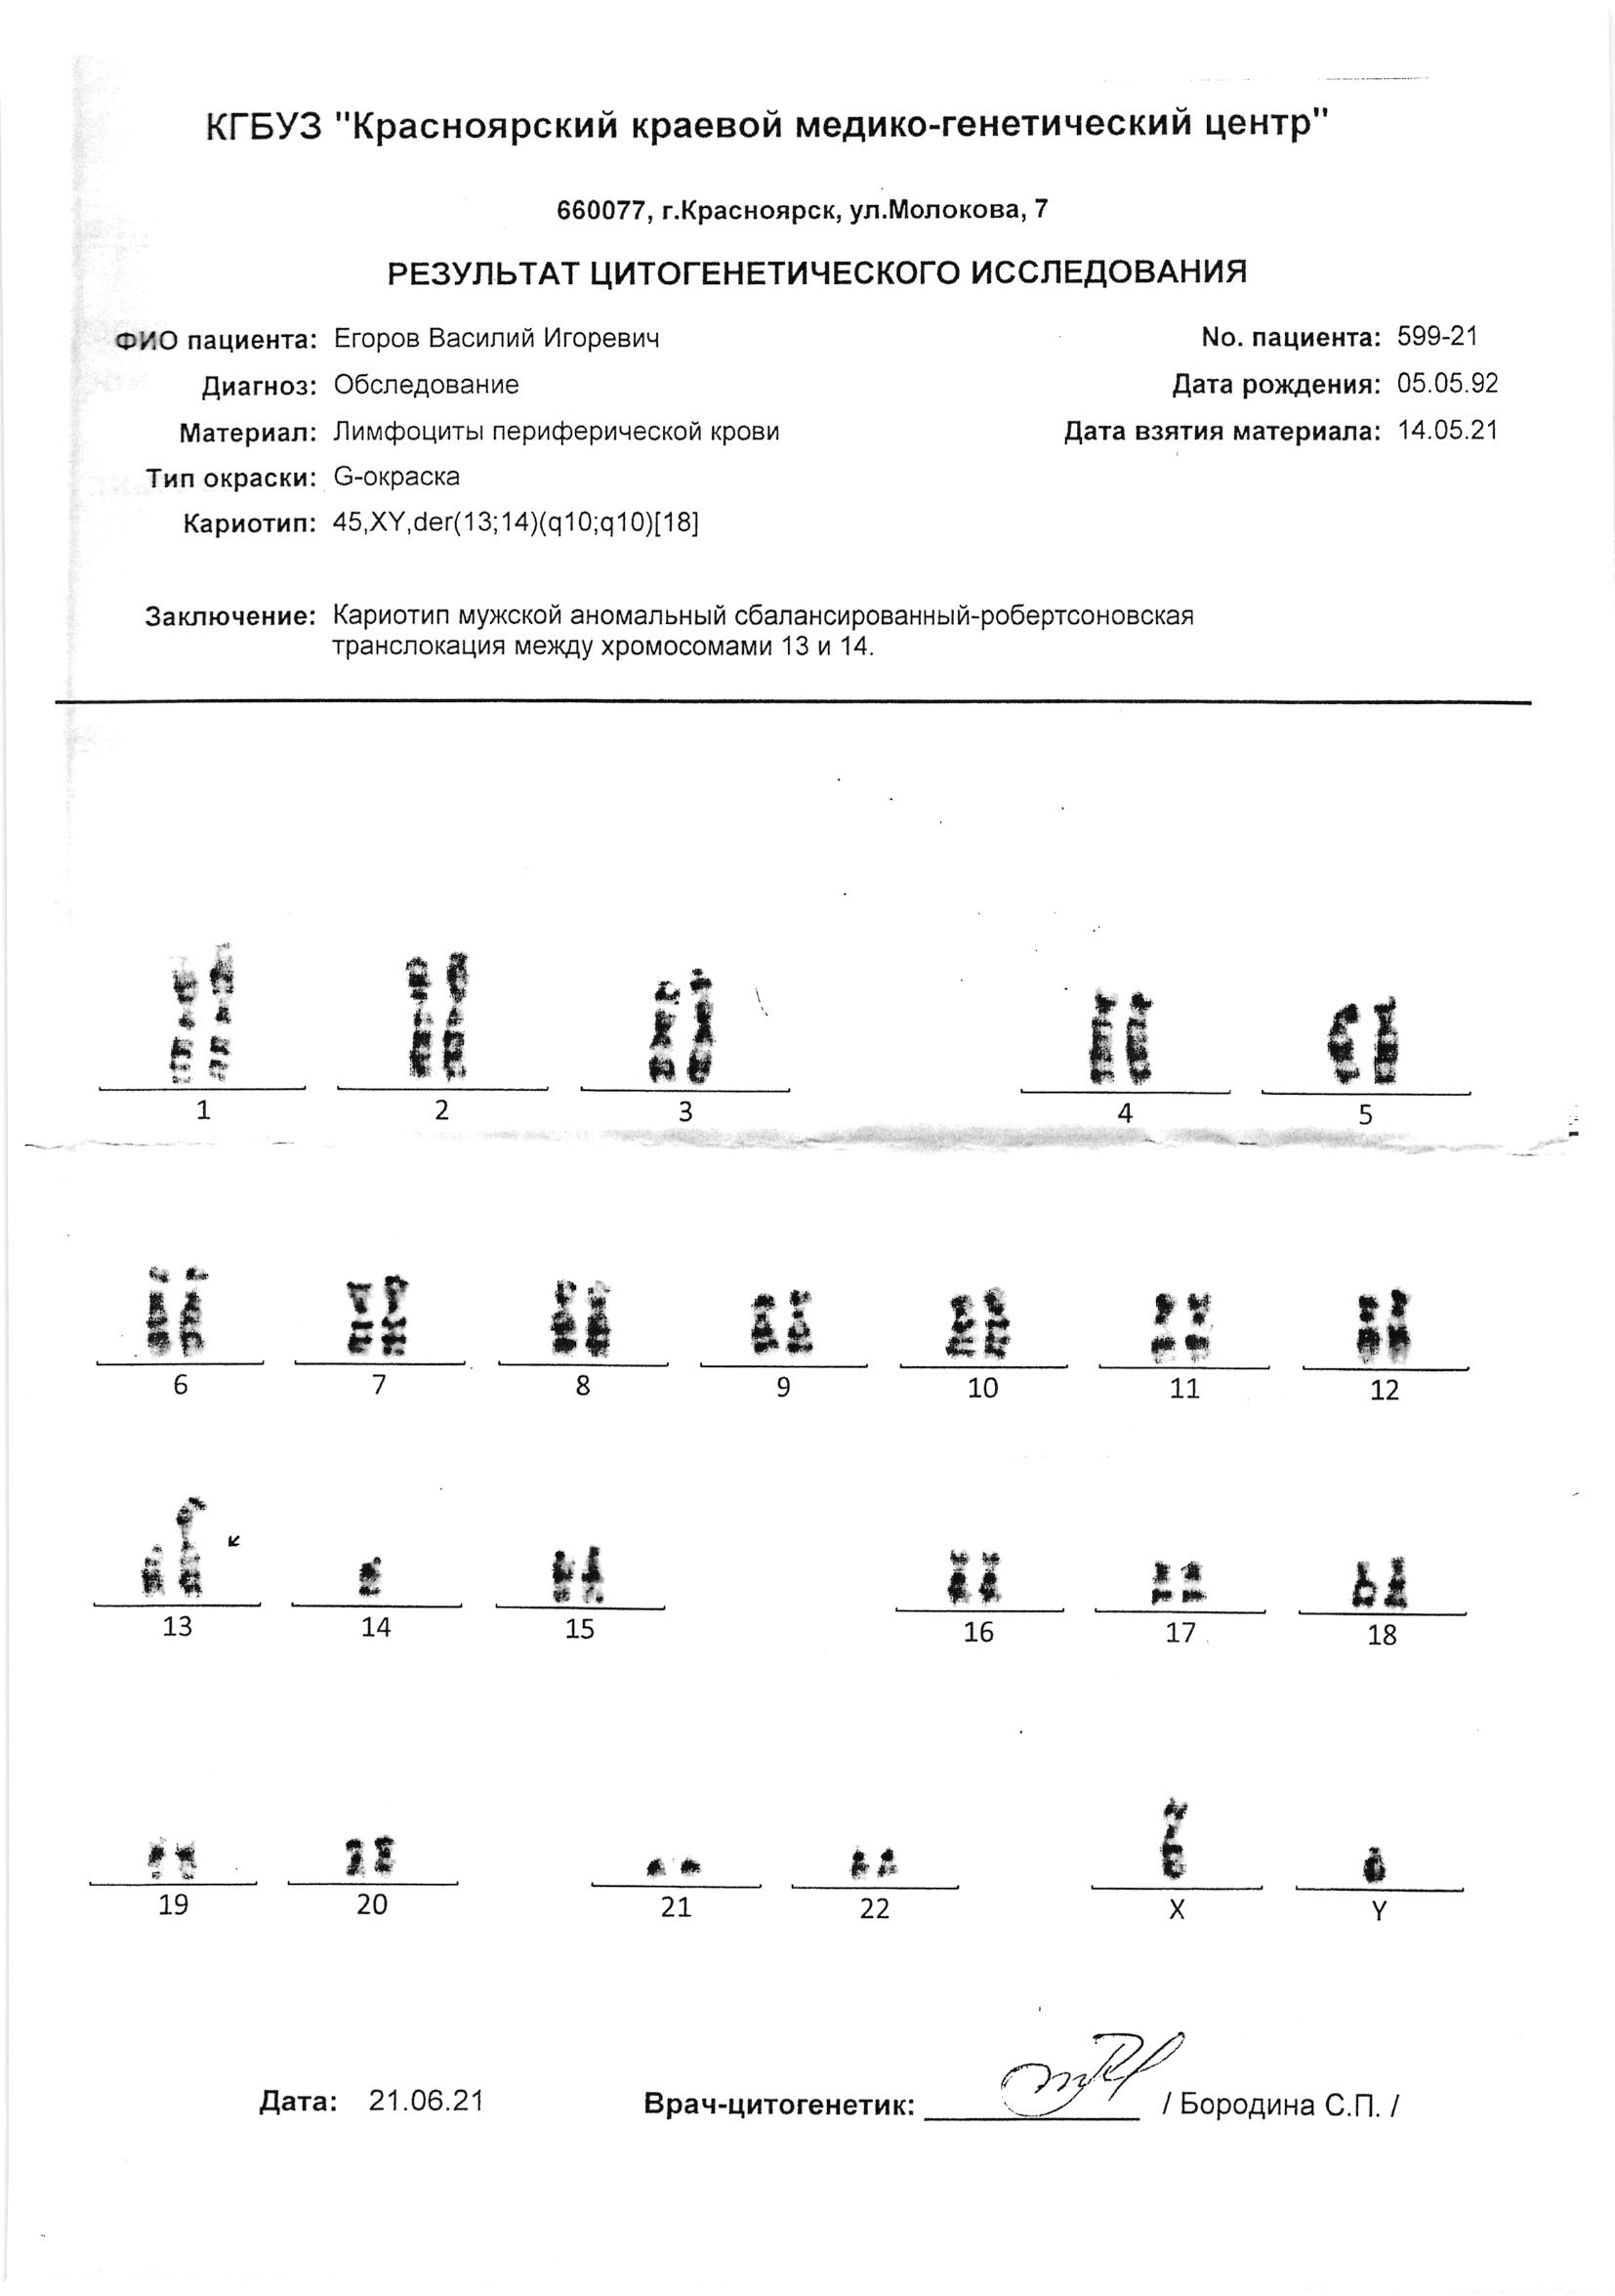 КГБУЗ "Красноярский краевой медико-генетический центр"
660077, г.Красноярск, ул.Молокова, 7
РЕЗУЛЬТАТ ЦИТОГЕНЕТИЧЕСКОГО ИССЛЕДОВАНИЯ
ФИО пациента: Егоров Василий Игоревич No. пациента: 599-21
Диагноз: Обследование Дата рождения: 05.05.92
Материал: Лимфоциты периферической крови Дата взятия материала: 14.05.21
Тип окраски: G-окраска
Кариотип: 45,XY,der(13;14)(q10;q10)[18]
Заключение: Кариотип мужской аномальный сбалансированный-робертсоновская
транслокация между хромосомами 13 и 14.
1 2 3 4 5
6 7 8 9 10 11 12
13 14 15 16 17 18
19 20 21 22 X Y
Дата: 21.06.21 Врач-цитогенетик: / Бородина С.П. /